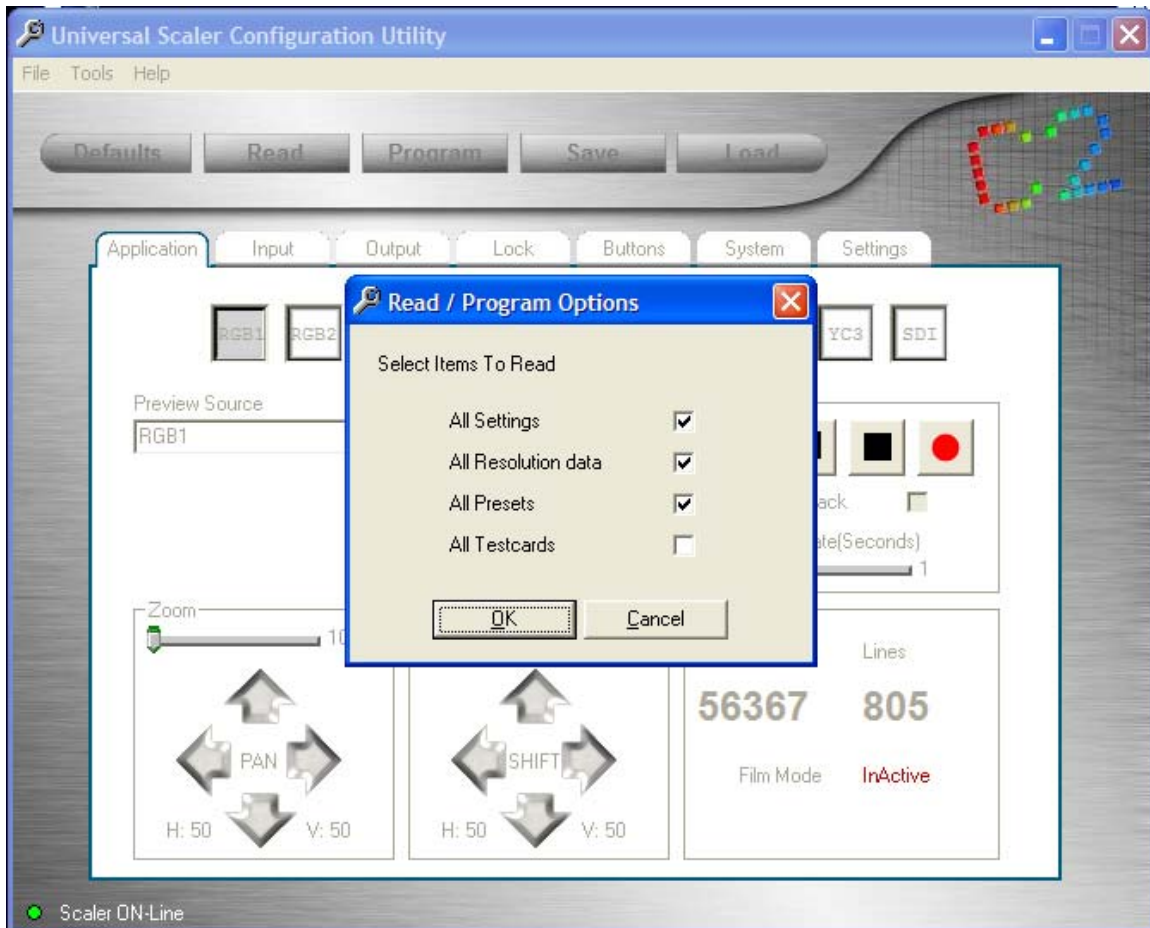 Universal Scaler Configuration Utility
File Tools Help
Defaults Read Program Save Load
C2
Application Input Output Lock Buttons System Settings
RGB1 RGB2 YC3 SDI
Read / Program Options
Select Items To Read
All Settings
All Resolution data
All Presets
All Testcards
OK Cancel
Preview Source
RGB1
(Seconds)
1
Zoom
PAN
H: 50 V: 50
SHIFT
H: 50 V: 50
Lines
56367 805
Film Mode InActive
Scaler ON-Line